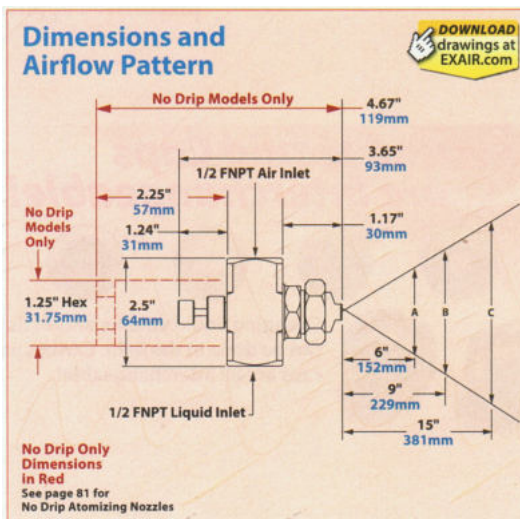 Dimensions and
Airflow Pattern
DOWNLOAD
drawings at
EXAIR.com
No Drip Models Only
4.67"
119mm
3.65"
93mm
1/2 FNPT Air Inlet
2.25"
57mm
1.17"
30mm
No Drip
Models
Only
1.24"
31mm
1.25" Hex
31.75mm
2.5"
64mm
A
B
C
6"
152mm
9"
229mm
1/2 FNPT Liquid Inlet
15"
381mm
No Drip Only
Dimensions
in Red
See page 81 for
No Drip Atomizing Nozzles